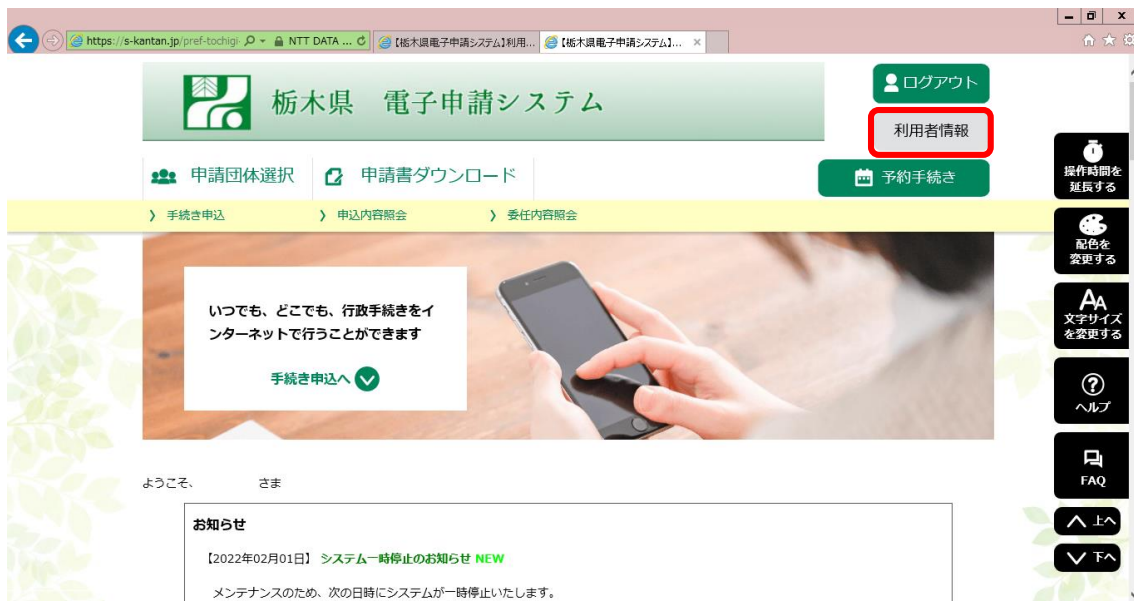 https://s-kantan.jp/pref-tochigi- NTT DATA ... 【栃木県電子申請システム】利用... 【栃木県電子申請システム】...
栃木県 電子申請システム
ログアウト
利用者情報
申請団体選択 申請書ダウンロード
予約手続き
手続き申込 申込内容照会 委任内容照会
いつでも、どこでも、行政手続きをイ
ンターネットで行うことができます
手続き申込へ
ようこそ、 さま
お知らせ
【2022年02月01日】 システム一時停止のお知らせ NEW
メンテナンスのため、次の日時にシステムが一時停止いたします。
操作時間を
延長する
配色を
変更する
AA
文字サイズ
を変更する
ヘルプ
FAQ
上へ
下へ